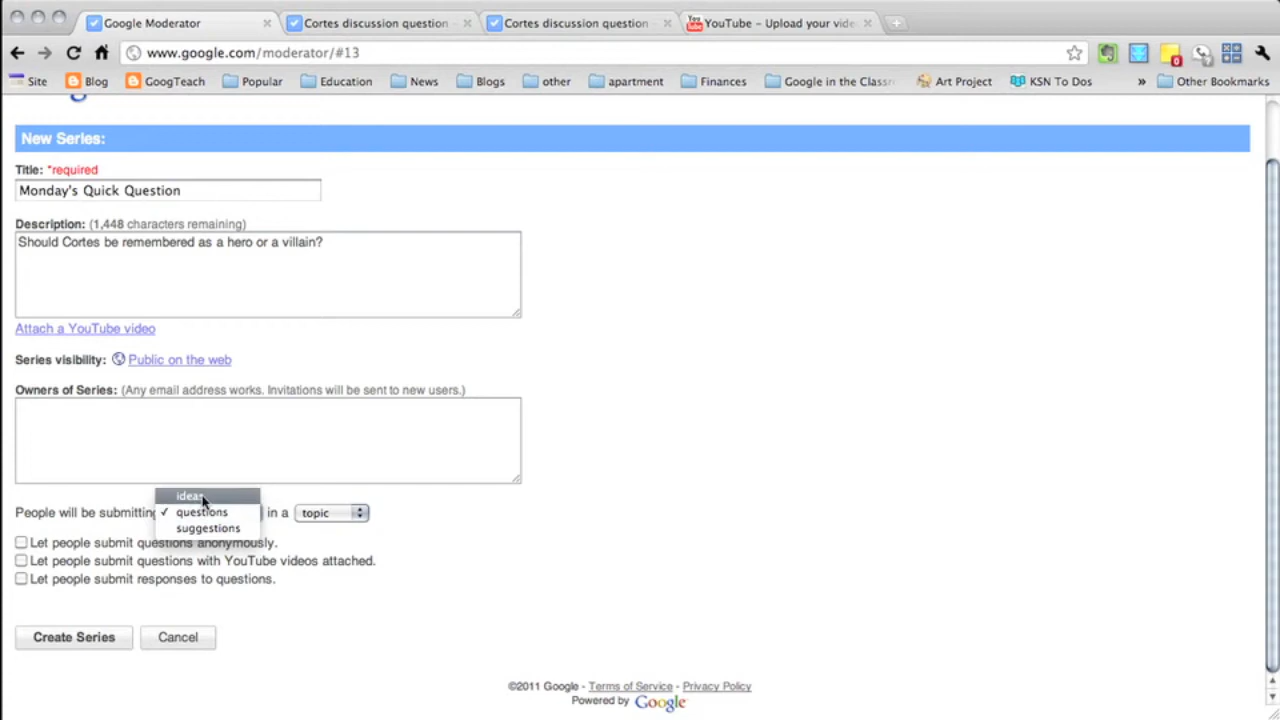 Google Moderator
Cortes discussion question
Cortes discussion question
YouTube - Upload your vide
www.google.com/moderator/#13
Site Blog GoogTeach Popular Education News Blogs other apartment Finances Google in the Classr Art Project KSN To Dos » Other Bookmarks
New Series:
Title: *required
Monday's Quick Question
Description: (1,448 characters remaining)
Should Cortes be remembered as a hero or a villain?
Attach a YouTube video
Series visibility: Public on the web
Owners of Series: (Any email address works. Invitations will be sent to new users.)
ideas
People will be submitting ✓ questions in a topic
suggestions
Let people submit questions anonymously.
Let people submit questions with YouTube videos attached.
Let people submit responses to questions.
Create Series Cancel
©2011 Google - Terms of Service - Privacy Policy
Powered by Google